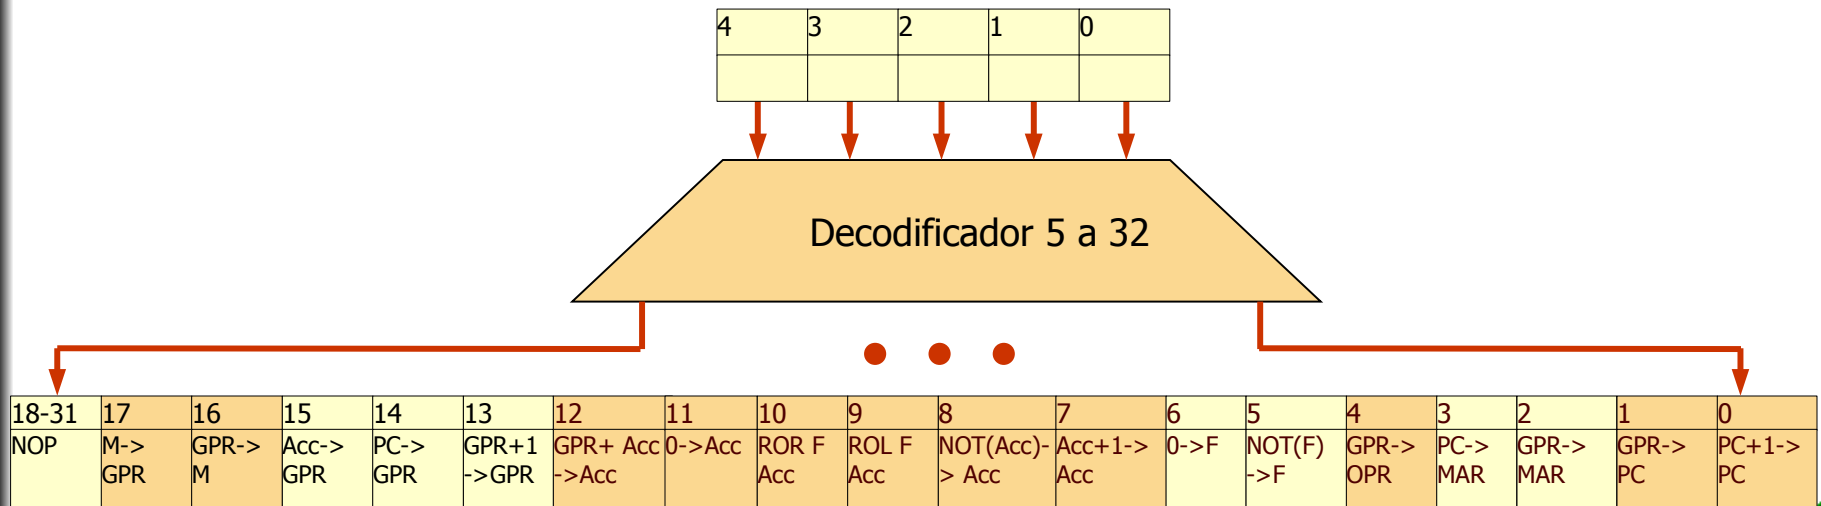 4 3 2 1 0
Decodificador 5 a 32
18-31 17 16 15 14 13 12 11 10 9 8 7 6 5 4 3 2 1 0
NOP M-> GPR-> Acc-> PC-> GPR+1 GPR+ Acc 0->Acc ROR F ROL F NOT(Acc)- Acc+1-> 0->F NOT(F) GPR-> PC-> GPR-> GPR-> PC+1->
GPR M GPR GPR ->GPR ->Acc Acc Acc > Acc Acc ->F OPR MAR MAR PC PC